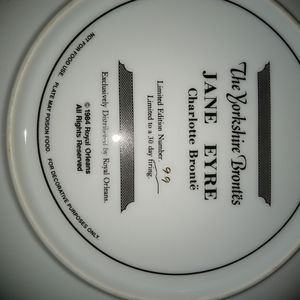 The Yorkshire Brontës
JANE EYRE
Charlotte Brontë
Limited Edition Number 99
Limited to a 30 day firing.
Exclusively Distributed by Royal Orleans.
© 1984 Royal Orleans
All Rights Reserved
NOT FOR FOOD USE. PLATE MAY POISON FOOD FOR DECORATIVE PURPOSES ONLY